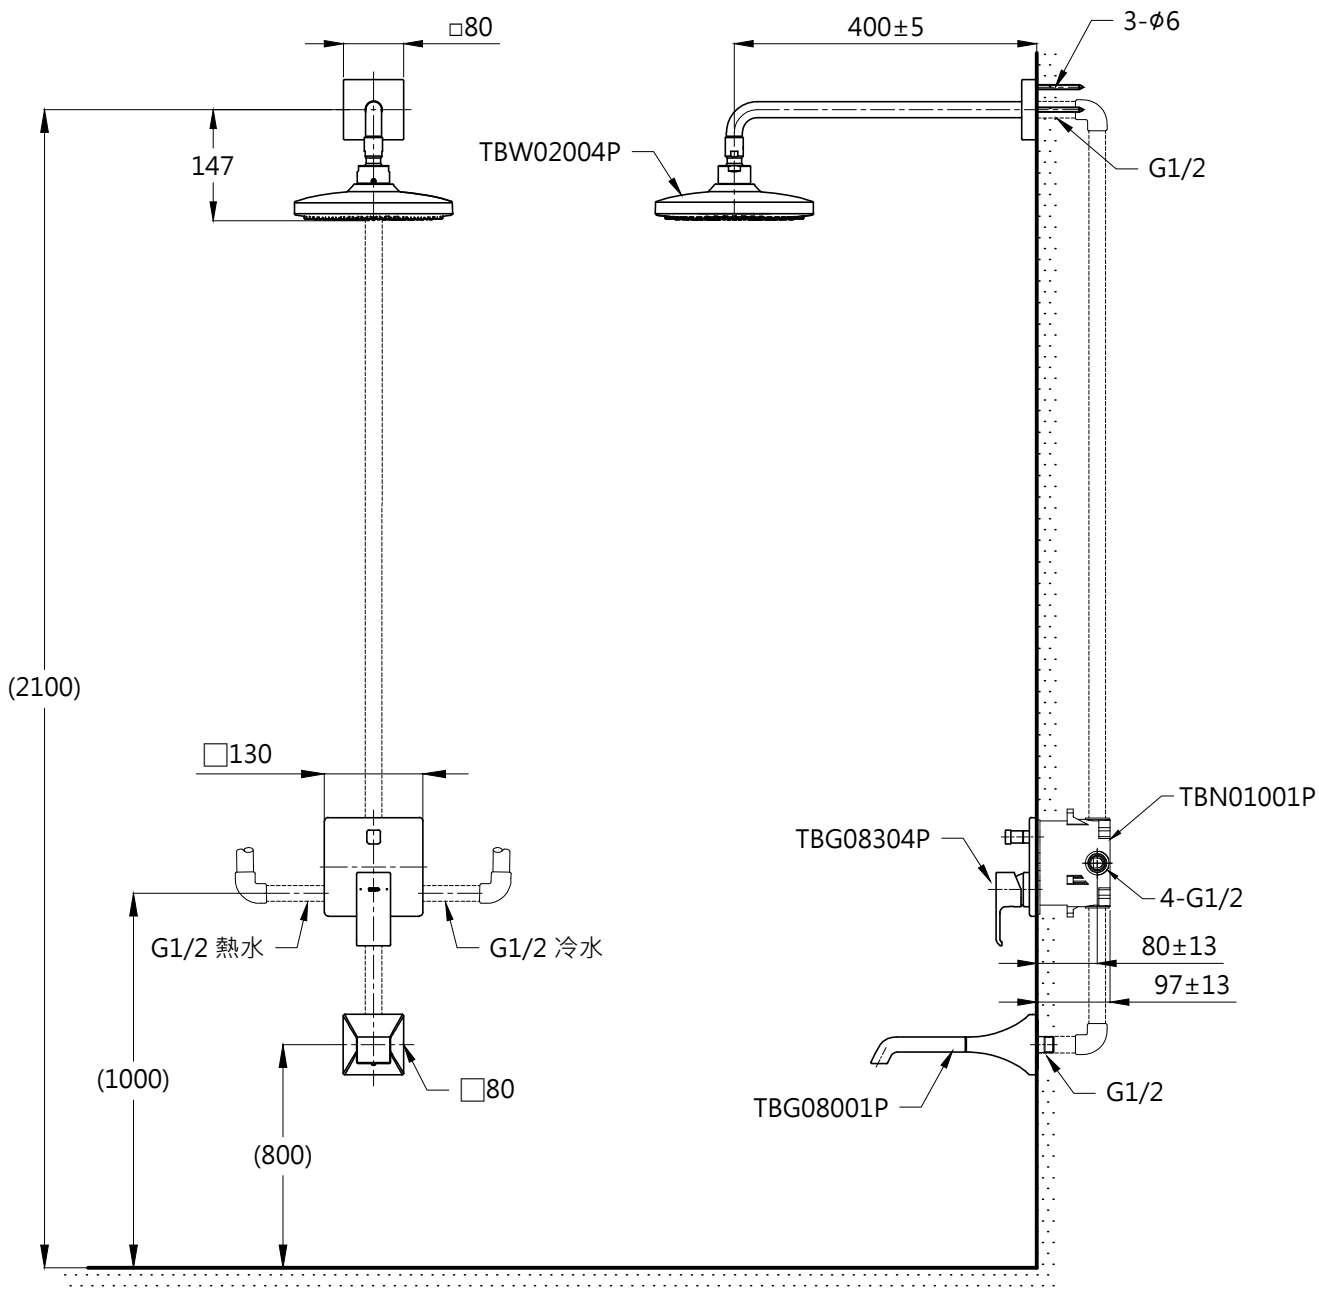 □80
400±5
3-ϕ6
147
TBW02004P
G1/2
(2100)
□130
TBN01001P
TBG08304P
4-G1/2
G1/2 熱水
G1/2 冷水
80±13
97±13
(1000)
□80
TBG08001P
G1/2
(800)